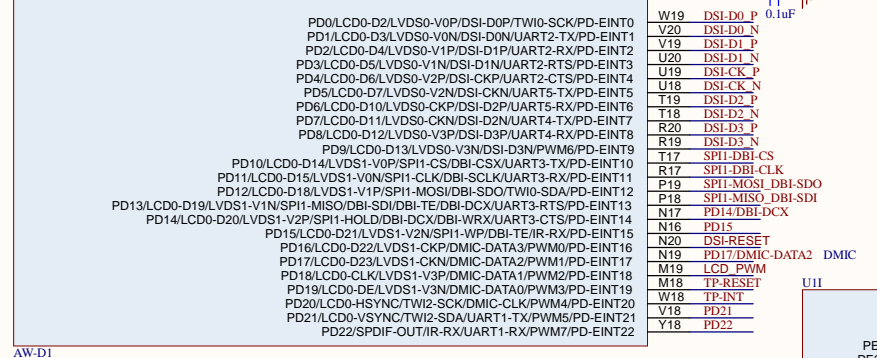 PD0/LCD0-D2/LVDS0-V0P/DSI-D0P/TWI0-SCK/PD-EINT0 W19 DSI-D0_P 0.1uF
PD1/LCD0-D3/LVDS0-V0N/DSI-D0N/UART2-TX/PD-EINT1 V20 DSI-D0_N
PD2/LCD0-D4/LVDS0-V1P/DSI-D1P/UART2-RX/PD-EINT2 V19 DSI-D1_P
PD3/LCD0-D5/LVDS0-V1N/DSI-D1N/UART2-RTS/PD-EINT3 U20 DSI-D1_N
PD4/LCD0-D6/LVDS0-V2P/DSI-CKP/UART2-CTS/PD-EINT4 U19 DSI-CK_P
PD5/LCD0-D7/LVDS0-V2N/DSI-CKN/UART5-TX/PD-EINT5 U18 DSI-CK_N
PD6/LCD0-D10/LVDS0-CKP/DSI-D2P/UART5-RX/PD-EINT6 T19 DSI-D2_P
PD7/LCD0-D11/LVDS0-CKN/DSI-D2N/UART4-TX/PD-EINT7 T18 DSI-D2_N
PD8/LCD0-D12/LVDS0-V3P/DSI-D3P/UART4-RX/PD-EINT8 R20 DSI-D3_P
PD9/LCD0-D13/LVDS0-V3N/DSI-D3N/PWM6/PD-EINT9 R19 DSI-D3_N
PD10/LCD0-D14/LVDS1-V0P/SPI1-CS/DBI-CSX/UART3-TX/PD-EINT10 T17 SPI1-DBI-CS
PD11/LCD0-D15/LVDS1-V0N/SPI1-CLK/DBI-SCLK/UART3-RX/PD-EINT11 R17 SPI1-DBI-CLK
PD12/LCD0-D18/LVDS1-V1P/SPI1-MOSI/DBI-SDO/TWI0-SDA/PD-EINT12 P19 SPI1-MOSI_DBI-SDO
PD13/LCD0-D19/LVDS1-V1N/SPI1-MISO/DBI-SDI/DBI-TE/DBI-DCX/UART3-RTS/PD-EINT13 P18 SPI1-MISO_DBI-SDI
PD14/LCD0-D20/LVDS1-V2P/SPI1-HOLD/DBI-DCX/DBI-WRX/UART3-CTS/PD-EINT14 N17 PD14/DBI-DCX
PD15/LCD0-D21/LVDS1-V2N/SPI1-WP/DBI-TE/IR-RX/PD-EINT15 N16 PD15
PD16/LCD0-D22/LVDS1-CKP/DMIC-DATA3/PWM0/PD-EINT16 N20 DSI-RESET
PD17/LCD0-D23/LVDS1-CKN/DMIC-DATA2/PWM1/PD-EINT17 N19 PD17/DMIC-DATA2 DMIC
PD18/LCD0-CLK/LVDS1-V3P/DMIC-DATA1/PWM2/PD-EINT18 M19 LCD_PWM
PD19/LCD0-DE/LVDS1-V3N/DMIC-DATA0/PWM3/PD-EINT19 M18 TP-RESET U1I
PD20/LCD0-HSYNC/TWI2-SCK/DMIC-CLK/PWM4/PD-EINT20 W18 TP-INT
PD21/LCD0-VSYNC/TWI2-SDA/UART1-TX/PWM5/PD-EINT21 V18 PD21
PD22/SPDIF-OUT/IR-RX/UART1-RX/PWM7/PD-EINT22 Y18 PD22
AW-D1